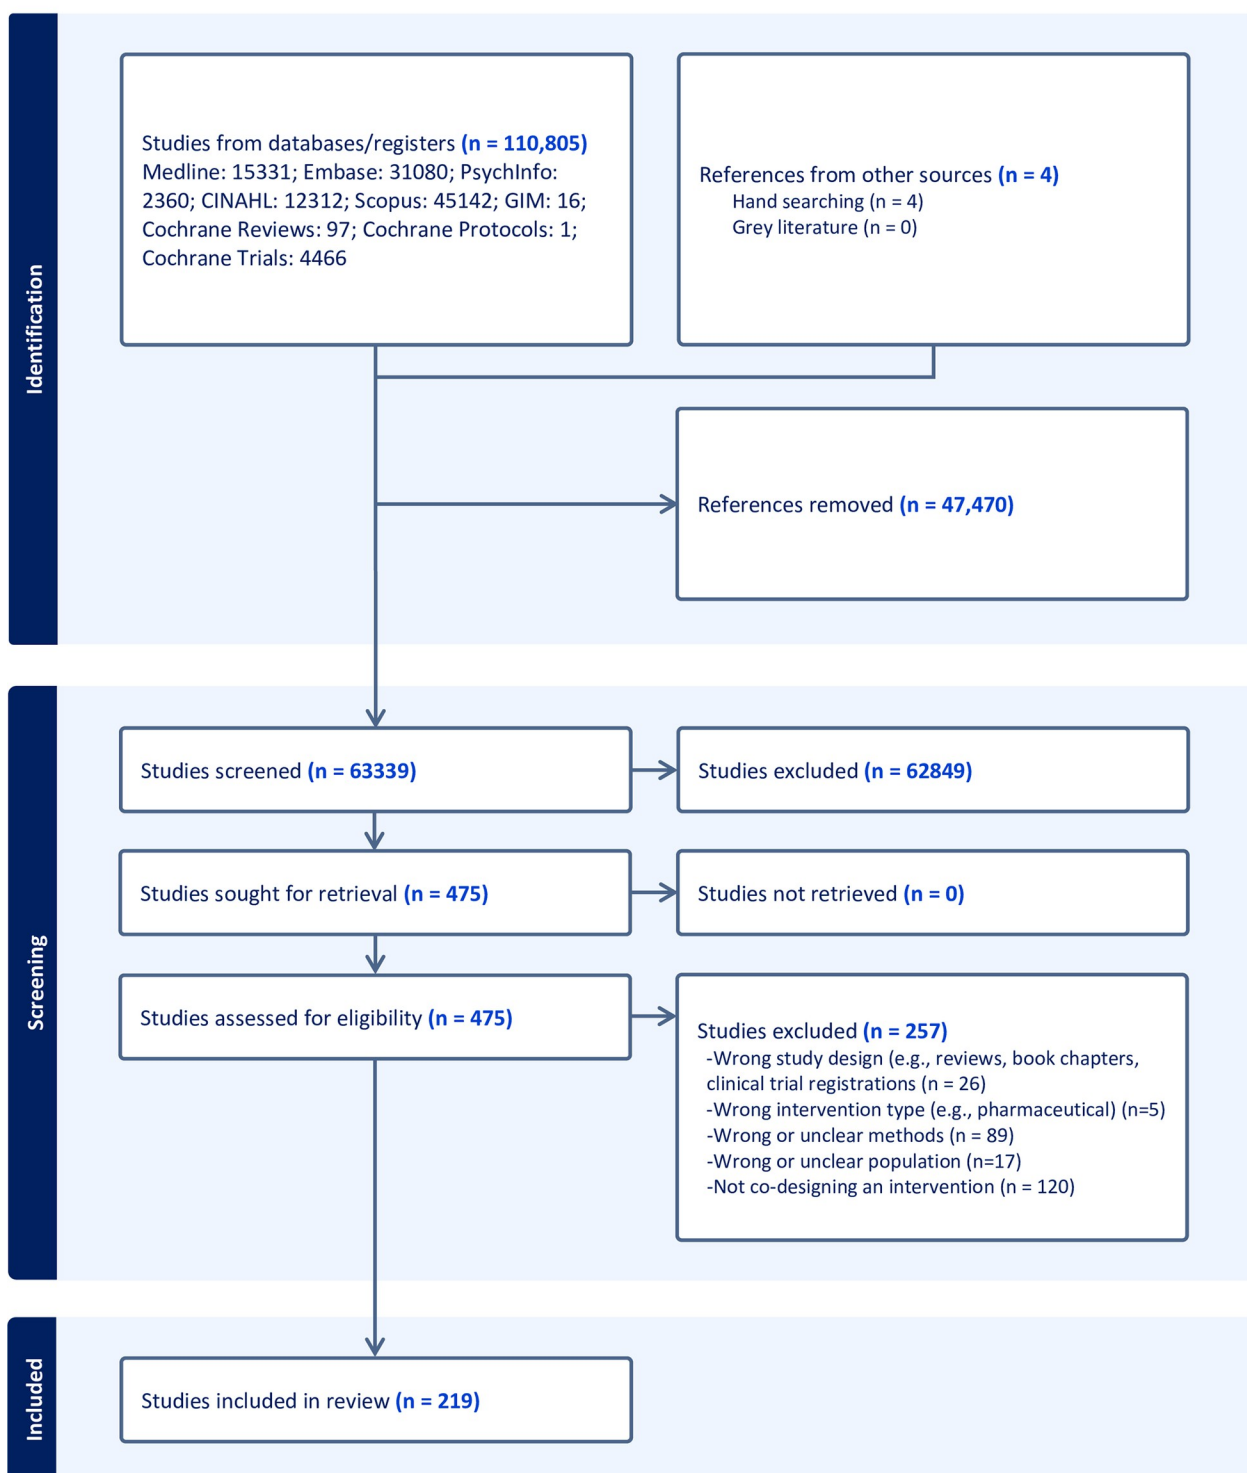 Identification
Studies from databases/registers (n = 110,805)
Medline: 15331; Embase: 31080; PsychInfo:
2360; CINAHL: 12312; Scopus: 45142; GIM: 16;
Cochrane Reviews: 97; Cochrane Protocols: 1;
Cochrane Trials: 4466
References from other sources (n = 4)
Hand searching (n = 4)
Grey literature (n = 0)
References removed (n = 47,470)
Screening
Studies screened (n = 63339)
Studies excluded (n = 62849)
Studies sought for retrieval (n = 475)
Studies not retrieved (n = 0)
Studies assessed for eligibility (n = 475)
Studies excluded (n = 257)
-Wrong study design (e.g., reviews, book chapters,
clinical trial registrations (n = 26)
-Wrong intervention type (e.g., pharmaceutical) (n=5)
-Wrong or unclear methods (n = 89)
-Wrong or unclear population (n=17)
-Not co-designing an intervention (n = 120)
Included
Studies included in review (n = 219)